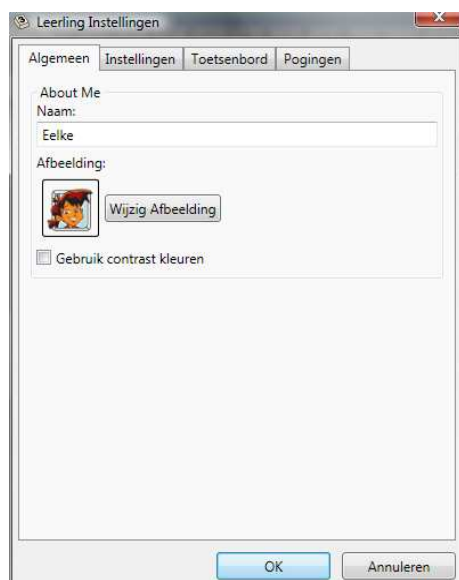 Leerling Instellingen
Algemeen Instellingen Toetsenbord Pogingen
About Me
Naam:
Eelke
Afbeelding:
Wijzig Afbeelding
Gebruik contrast kleuren
OK Annuleren